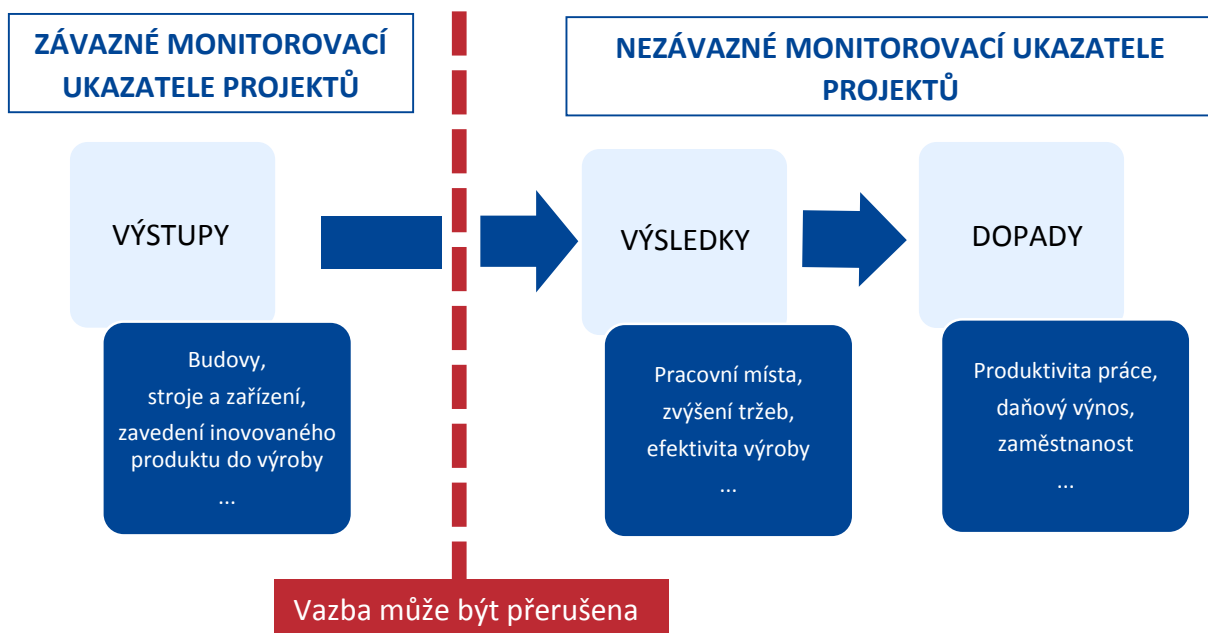 ZÁVAZNÉ MONITOROVACÍ
UKAZATELE PROJEKTŮ
NEZÁVAZNÉ MONITOROVACÍ UKAZATELE
PROJEKTŮ
VÝSTUPY
VÝSLEDKY
DOPADY
Budovy,
stroje a zařízení,
zavedení inovovaného
produktu do výroby
...
Pracovní místa,
zvýšení tržeb,
efektivita výroby
...
Produktivita práce,
daňový výnos,
zaměstnanost
...
Vazba může být přerušena